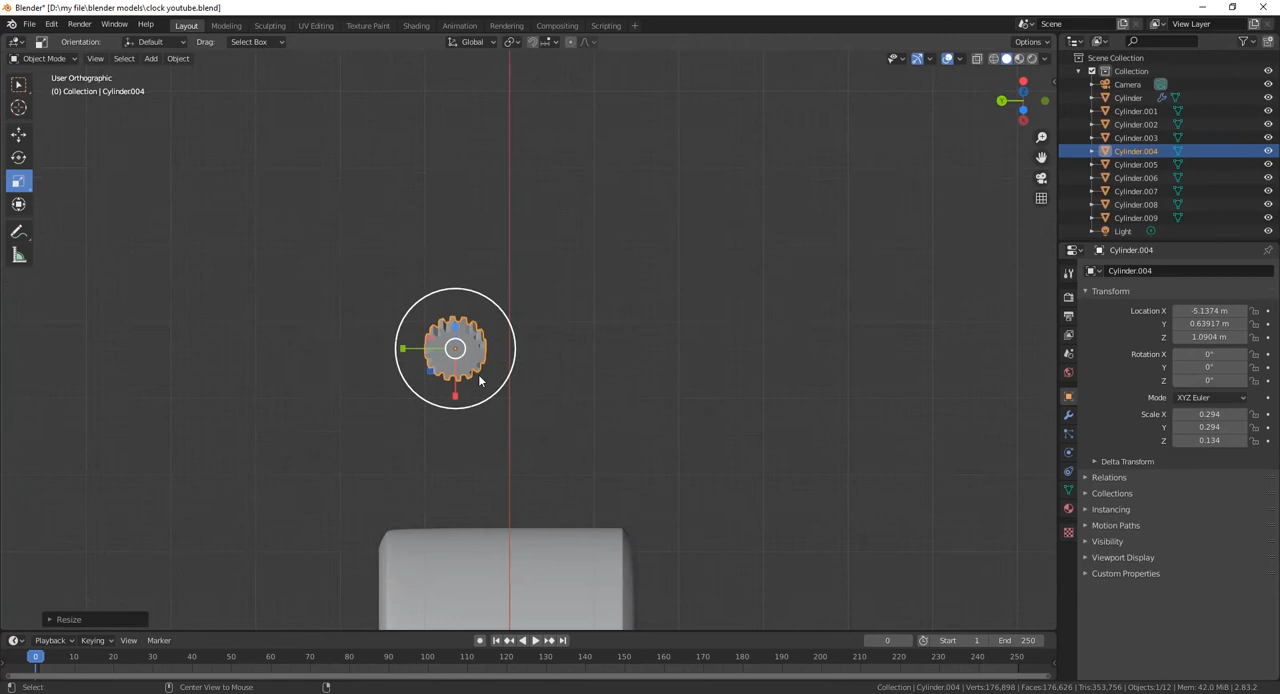 Blender* [D:\my file\blender models\clock youtube.blend]
File Edit Render Window Help Layout Modeling Sculpting UV Editing Texture Paint Shading Animation Rendering Compositing Scripting + Scene View Layer
Orientation: Default Drag: Select Box Global Options
Object Mode View Select Add Object
User Orthographic
(0) Collection | Cylinder.004
Scene Collection
Collection
Camera
Cylinder
Cylinder.001
Cylinder.002
Cylinder.003
Cylinder.004
Cylinder.005
Cylinder.006
Cylinder.007
Cylinder.008
Cylinder.009
Light
Cylinder.004
Cylinder.004
Transform
Location X -5.1374 m
Y 0.63917 m
Z 1.0904 m
Rotation X 0°
Y 0°
Z 0°
Mode XYZ Euler
Scale X 0.294
Y 0.294
Z 0.134
Delta Transform
Relations
Collections
Instancing
Motion Paths
Visibility
Viewport Display
Custom Properties
Resize
Playback Keying View Marker 0 Start 1 End 250
0 10 20 30 40 50 60 70 80 90 100 110 120 130 140 150 160 170 180 190 200 210 220 230 240 250
Select Center View to Mouse Collection | Cylinder.004 | Verts:176,898 | Faces:176,626 | Tris:353,756 | Objects:1/12 | Mem: 42.0 MiB | 2.83.2